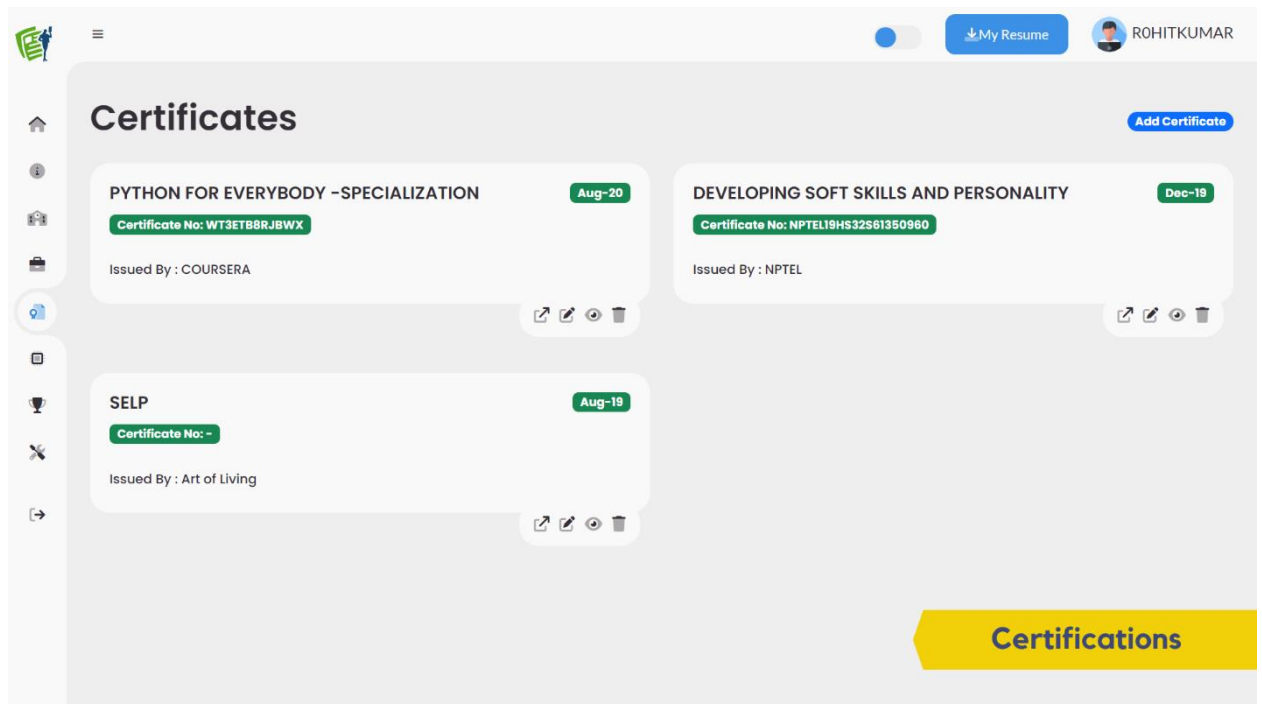 My Resume
R0HITKUMAR
Certificates
Add Certificate
PYTHON FOR EVERYBODY -SPECIALIZATION
Aug-20
Certificate No: WT3ETB8RJBWX
Issued By : COURSERA
DEVELOPING SOFT SKILLS AND PERSONALITY
Dec-19
Certificate No: NPTEL19HS32S61350960
Issued By : NPTEL
SELP
Aug-19
Certificate No: -
Issued By : Art of Living
Certifications